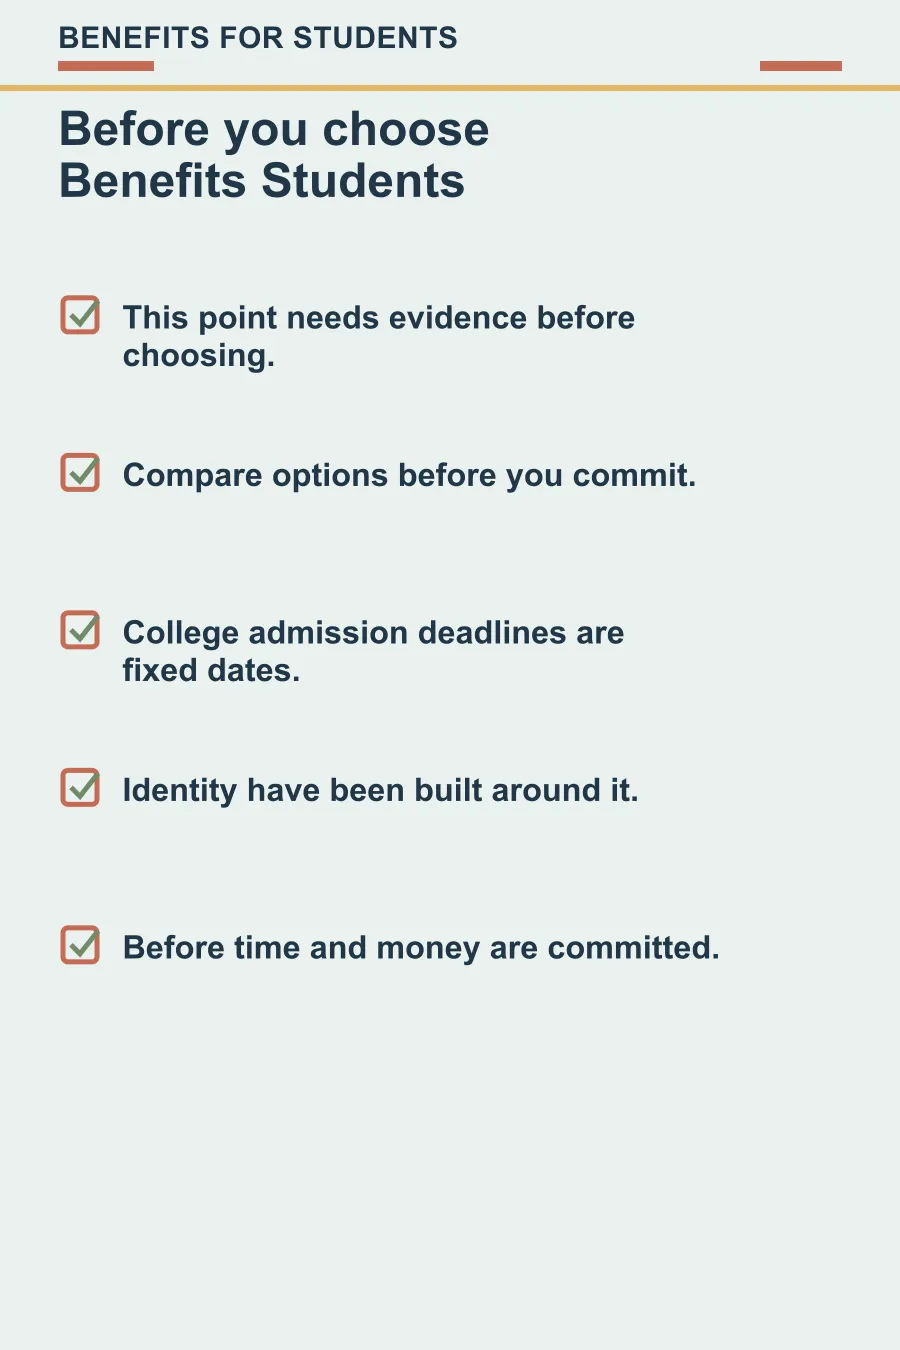 BENEFITS FOR STUDENTS
Before you choose
Benefits Students
This point needs evidence before
choosing.
Compare options before you commit.
College admission deadlines are
fixed dates.
Identity have been built around it.
Before time and money are committed.